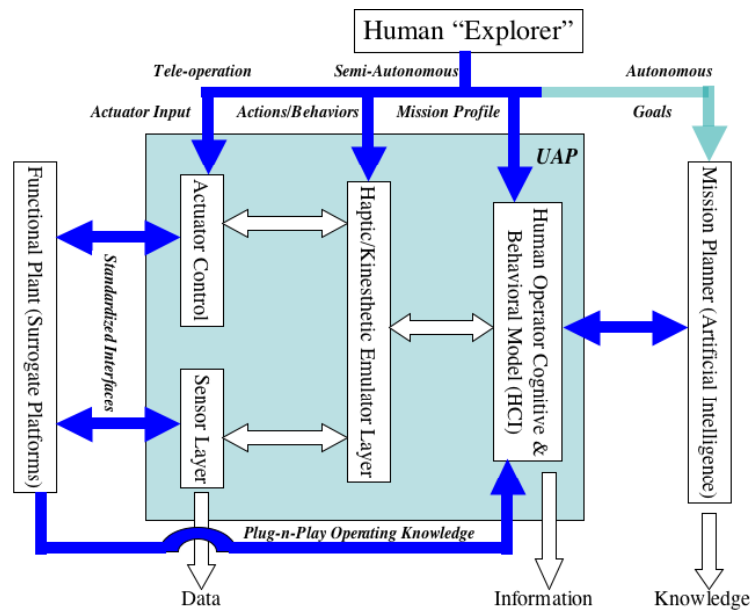 Human “Explorer”
Tele-operation
Semi-Autonomous
Autonomous
Actuator Input
Actions/Behaviors
Mission Profile
Goals
UAP
Functional Plant (Surrogate Platforms)
Standardized Interfaces
Actuator Control
Sensor Layer
Haptic/Kinesthetic Emulator Layer
Human Operator Cognitive &
Behavioral Model (HCI)
Mission Planner (Artificial Intelligence)
Plug-n-Play Operating Knowledge
Data
Information
Knowledge